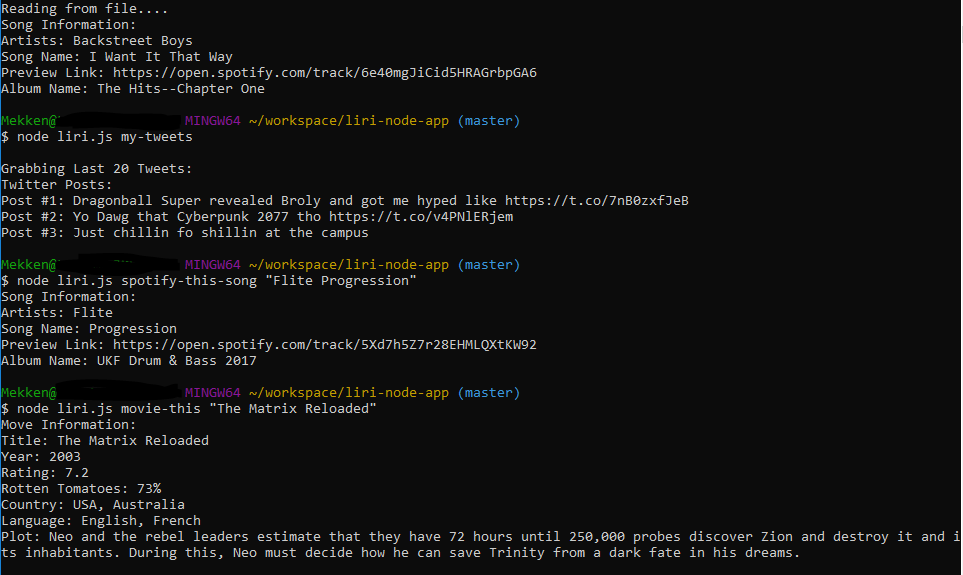 Reading from file....
Song Information:
Artists: Backstreet Boys
Song Name: I Want It That Way
Preview Link: https://open.spotify.com/track/6e40mgJiCid5HRAGrbpGA6
Album Name: The Hits--Chapter One
Mekken@ MINGW64 ~/workspace/liri-node-app (master)
$ node liri.js my-tweets
Grabbing Last 20 Tweets:
Twitter Posts:
Post #1: Dragonball Super revealed Broly and got me hyped like https://t.co/7nB0zxfJeB
Post #2: Yo Dawg that Cyberpunk 2077 tho https://t.co/v4PNlERjem
Post #3: Just chillin fo shillin at the campus
Mekken@ MINGW64 ~/workspace/liri-node-app (master)
$ node liri.js spotify-this-song "Flite Progression"
Song Information:
Artists: Flite
Song Name: Progression
Preview Link: https://open.spotify.com/track/5Xd7h5Z7r28EHMLQXtKW92
Album Name: UKF Drum & Bass 2017
Mekken@ MINGW64 ~/workspace/liri-node-app (master)
$ node liri.js movie-this "The Matrix Reloaded"
Move Information:
Title: The Matrix Reloaded
Year: 2003
Rating: 7.2
Rotten Tomatoes: 73%
Country: USA, Australia
Language: English, French
Plot: Neo and the rebel leaders estimate that they have 72 hours until 250,000 probes discover Zion and destroy it and i
ts inhabitants. During this, Neo must decide how he can save Trinity from a dark fate in his dreams.